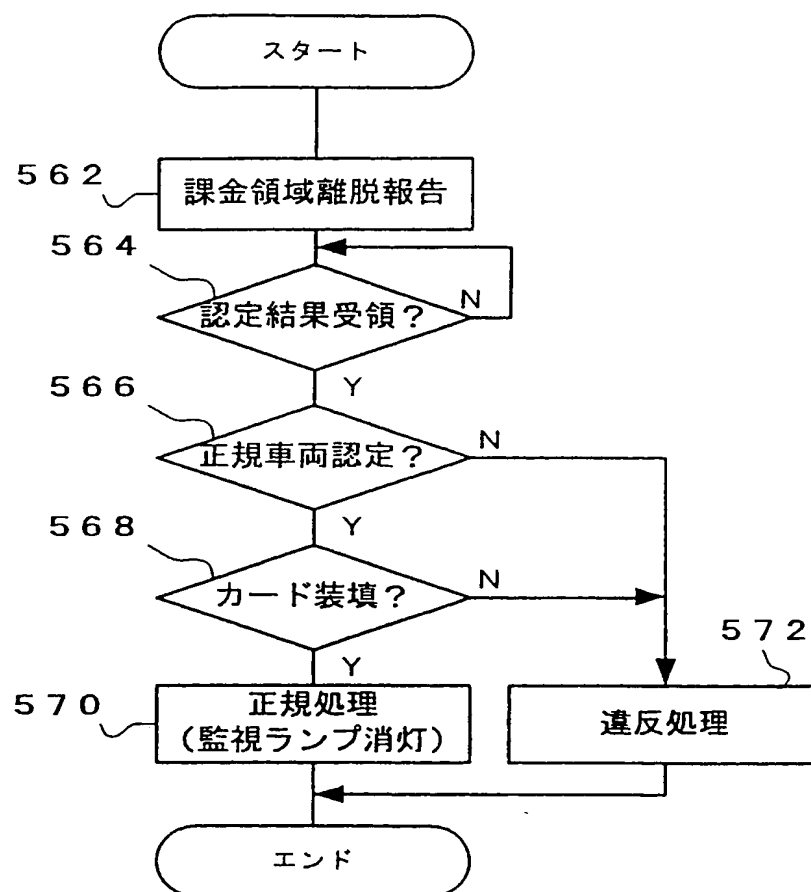 スタート
562
課金領域離脱報告
564
認定結果受領?
N
Y
566
正規車両認定?
N
Y
568
カード装填?
N
Y
570
正規処理
(監視ランプ消灯)
572
違反処理
エンド